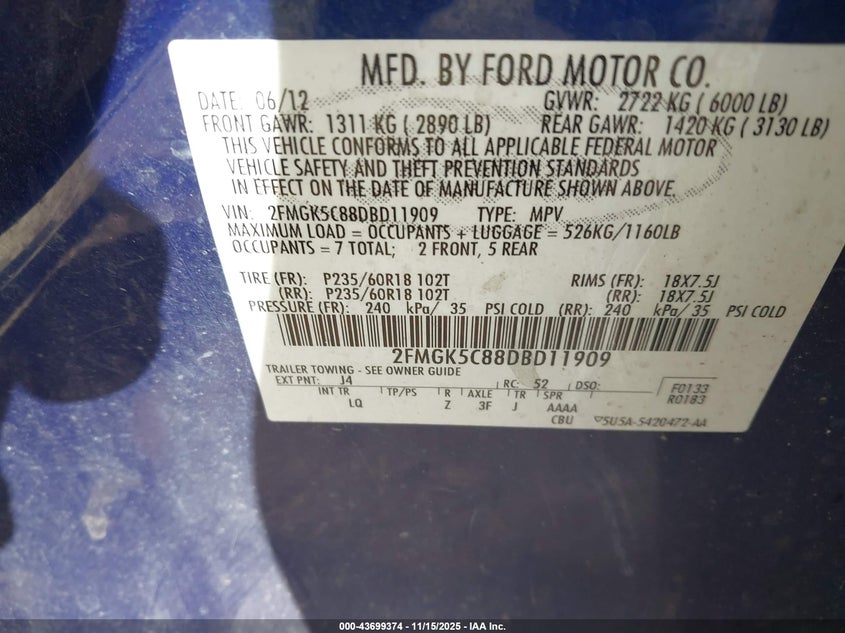 MFD. BY FORD MOTOR CO.
DATE: 06/12 GVWR: 2722 KG ( 6000 LB)
FRONT GAWR: 1311 KG ( 2890 LB) REAR GAWR: 1420 KG ( 3130 LB)
THIS VEHICLE CONFORMS TO ALL APPLICABLE FEDERAL MOTOR
VEHICLE SAFETY AND THEFT PREVENTION STANDARDS
IN EFFECT ON THE DATE OF MANUFACTURE SHOWN ABOVE.
VIN: 2FMGK5C88DBD11909 TYPE: MPV
MAXIMUM LOAD = OCCUPANTS + LUGGAGE = 526KG/1160LB
OCCUPANTS = 7 TOTAL; 2 FRONT, 5 REAR
TIRE (FR): P235/60R18 102T RIMS (FR): 18X7.5J
(RR): P235/60R18 102T (RR): 18X7.5J
PRESSURE (FR): 240 kPa/ 35 PSI COLD (RR): 240 kPa/ 35 PSI COLD
2FMGK5C88DBD11909
TRAILER TOWING - SEE OWNER GUIDE
EXT PNT: J4 RC: 52 DSO: F0133
INT TR TP/PS R AXLE TR SPR R0183
LQ Z 3F J AAAA
CBU 5U5A-5420472-AA
000-43699374 - 11/15/2025 - IAA Inc.